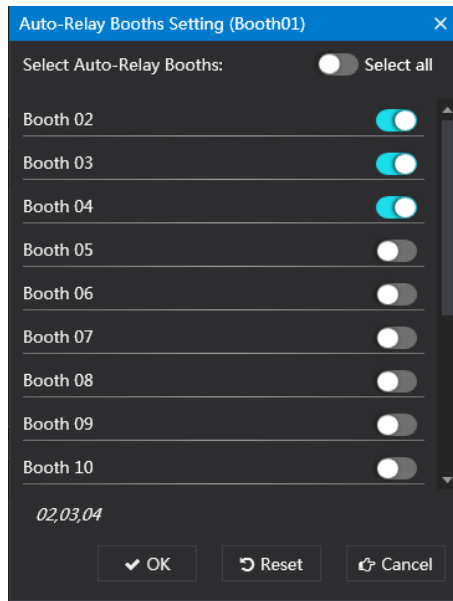 Auto-Relay Booths Setting (Booth01)
Select Auto-Relay Booths: Select all
Booth 02
Booth 03
Booth 04
Booth 05
Booth 06
Booth 07
Booth 08
Booth 09
Booth 10
02,03,04
OK Reset Cancel